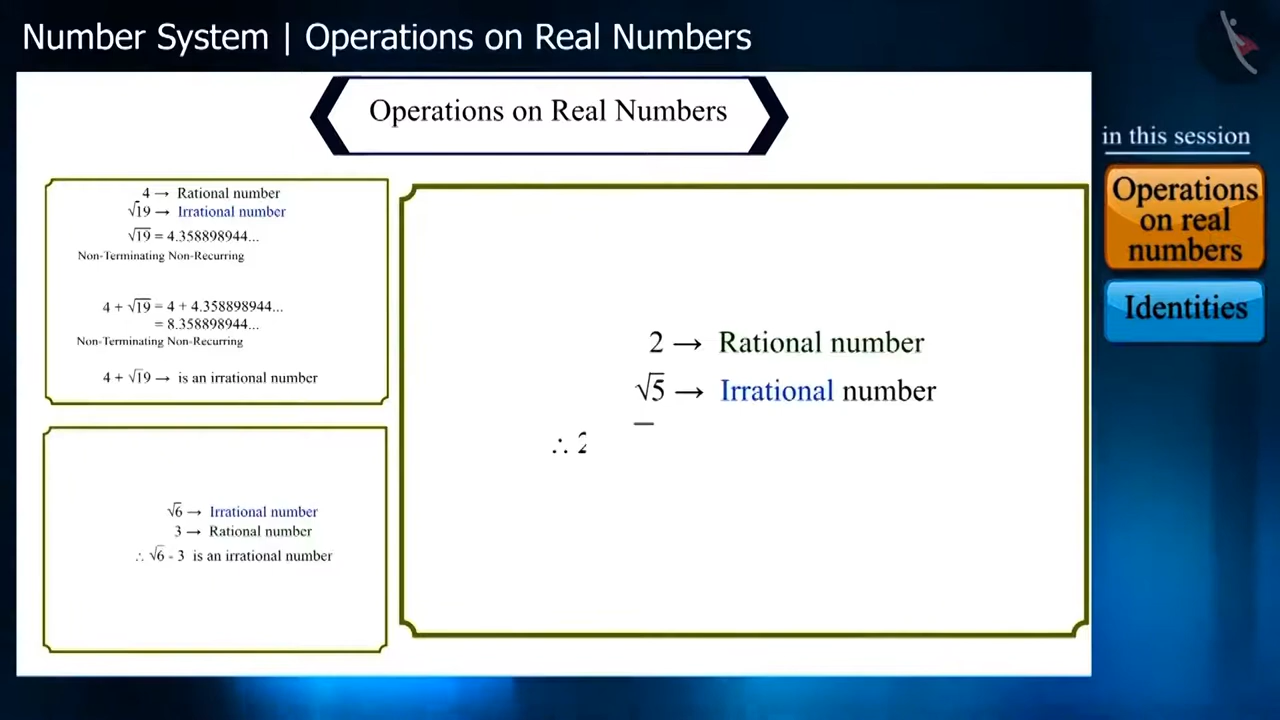 Number System | Operations on Real Numbers
Operations on Real Numbers
in this session
Operations
on real
numbers
Identities
4 → Rational number
√19 → Irrational number
√19 = 4.358898944...
Non-Terminating Non-Recurring
4 + √19 = 4 + 4.358898944...
= 8.358898944...
Non-Terminating Non-Recurring
4 + √19 → is an irrational number
√6 → Irrational number
3 → Rational number
∴ √6 - 3 is an irrational number
2 → Rational number
√5 → Irrational number
∴ 2